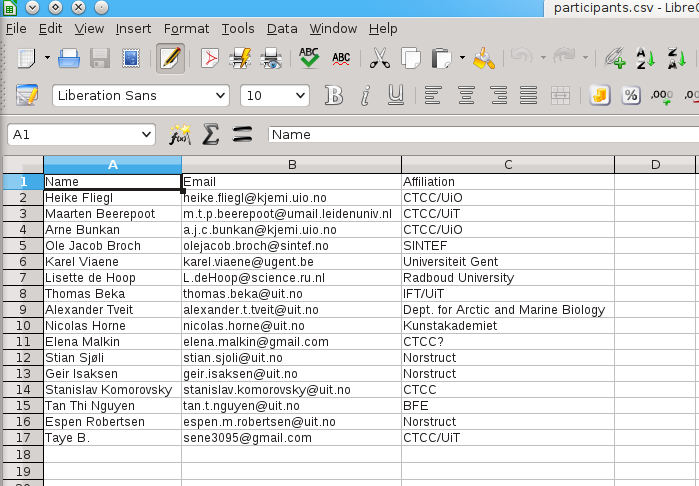 participants.csv - LibreO
File Edit View Insert Format Tools Data Window Help
ABC ABC
Liberation Sans 10 B i U % .000
A1 f(x) Σ = Name
A B C D
1 Name Email Affiliation
2 Heike Fliegl heike.fliegl@kjemi.uio.no CTCC/UiO
3 Maarten Beerepoot m.t.p.beerepoot@umail.leidenuniv.nl CTCC/UiT
4 Arne Bunkan a.j.c.bunkan@kjemi.uio.no CTCC/UiO
5 Ole Jacob Broch olejacob.broch@sintef.no SINTEF
6 Karel Viaene karel.viaene@ugent.be Universiteit Gent
7 Lisette de Hoop L.deHoop@science.ru.nl Radboud University
8 Thomas Beka thomas.beka@uit.no IFT/UiT
9 Alexander Tveit alexander.t.tveit@uit.no Dept. for Arctic and Marine Biology
10 Nicolas Horne nicolas.horne@uit.no Kunstakademiet
11 Elena Malkin elena.malkin@gmail.com CTCC?
12 Stian Sjøli stian.sjoli@uit.no Norstruct
13 Geir Isaksen geir.isaksen@uit.no Norstruct
14 Stanislav Komorovsky stanislav.komorovsky@uit.no CTCC
15 Tan Thi Nguyen tan.t.nguyen@uit.no BFE
16 Espen Robertsen espen.m.robertsen@uit.no Norstruct
17 Taye B. sene3095@gmail.com CTCC/UiT
18
19